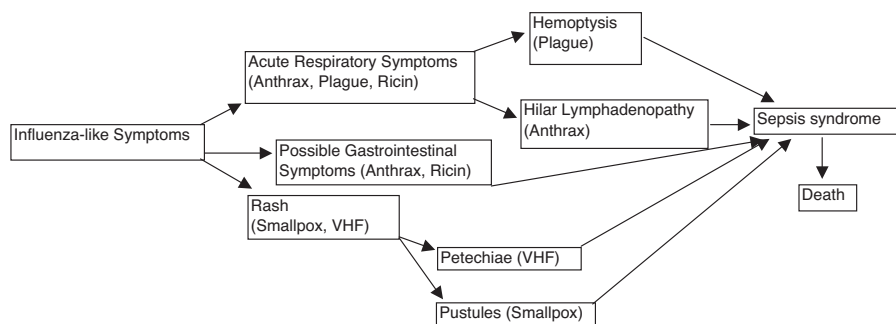 Hemoptysis
(Plague)
Acute Respiratory Symptoms
(Anthrax, Plague, Ricin)
Hilar Lymphadenopathy
(Anthrax)
Sepsis syndrome
Influenza-like Symptoms
Possible Gastrointestinal
Symptoms (Anthrax, Ricin)
Death
Rash
(Smallpox, VHF)
Petechiae (VHF)
Pustules (Smallpox)